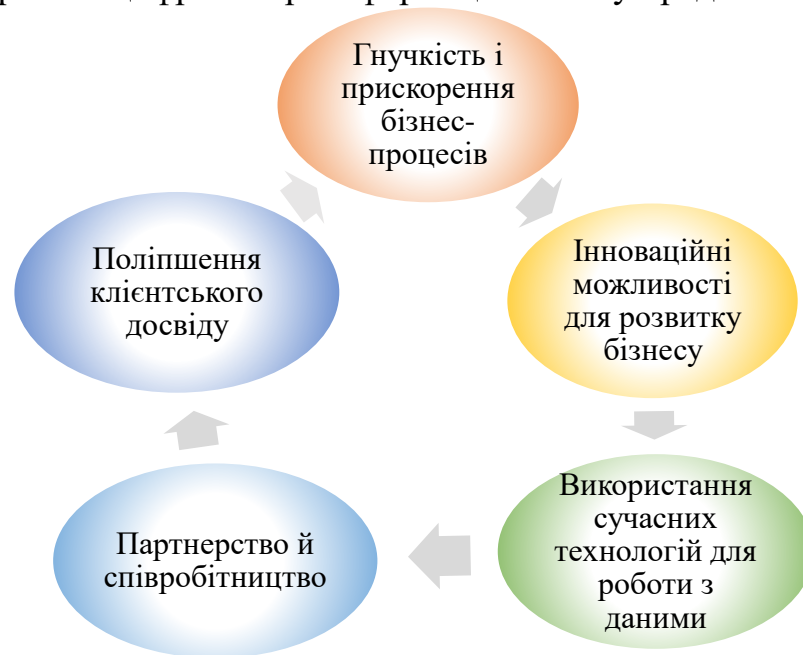 Гнучкість і
прискорення
бізнес-
процесів
Інноваційні
можливості
для розвитку
бізнесу
Використання
сучасних
технологій для
роботи з
даними
Партнерство й
співробітництво
Поліпшення
клієнтського
досвіду